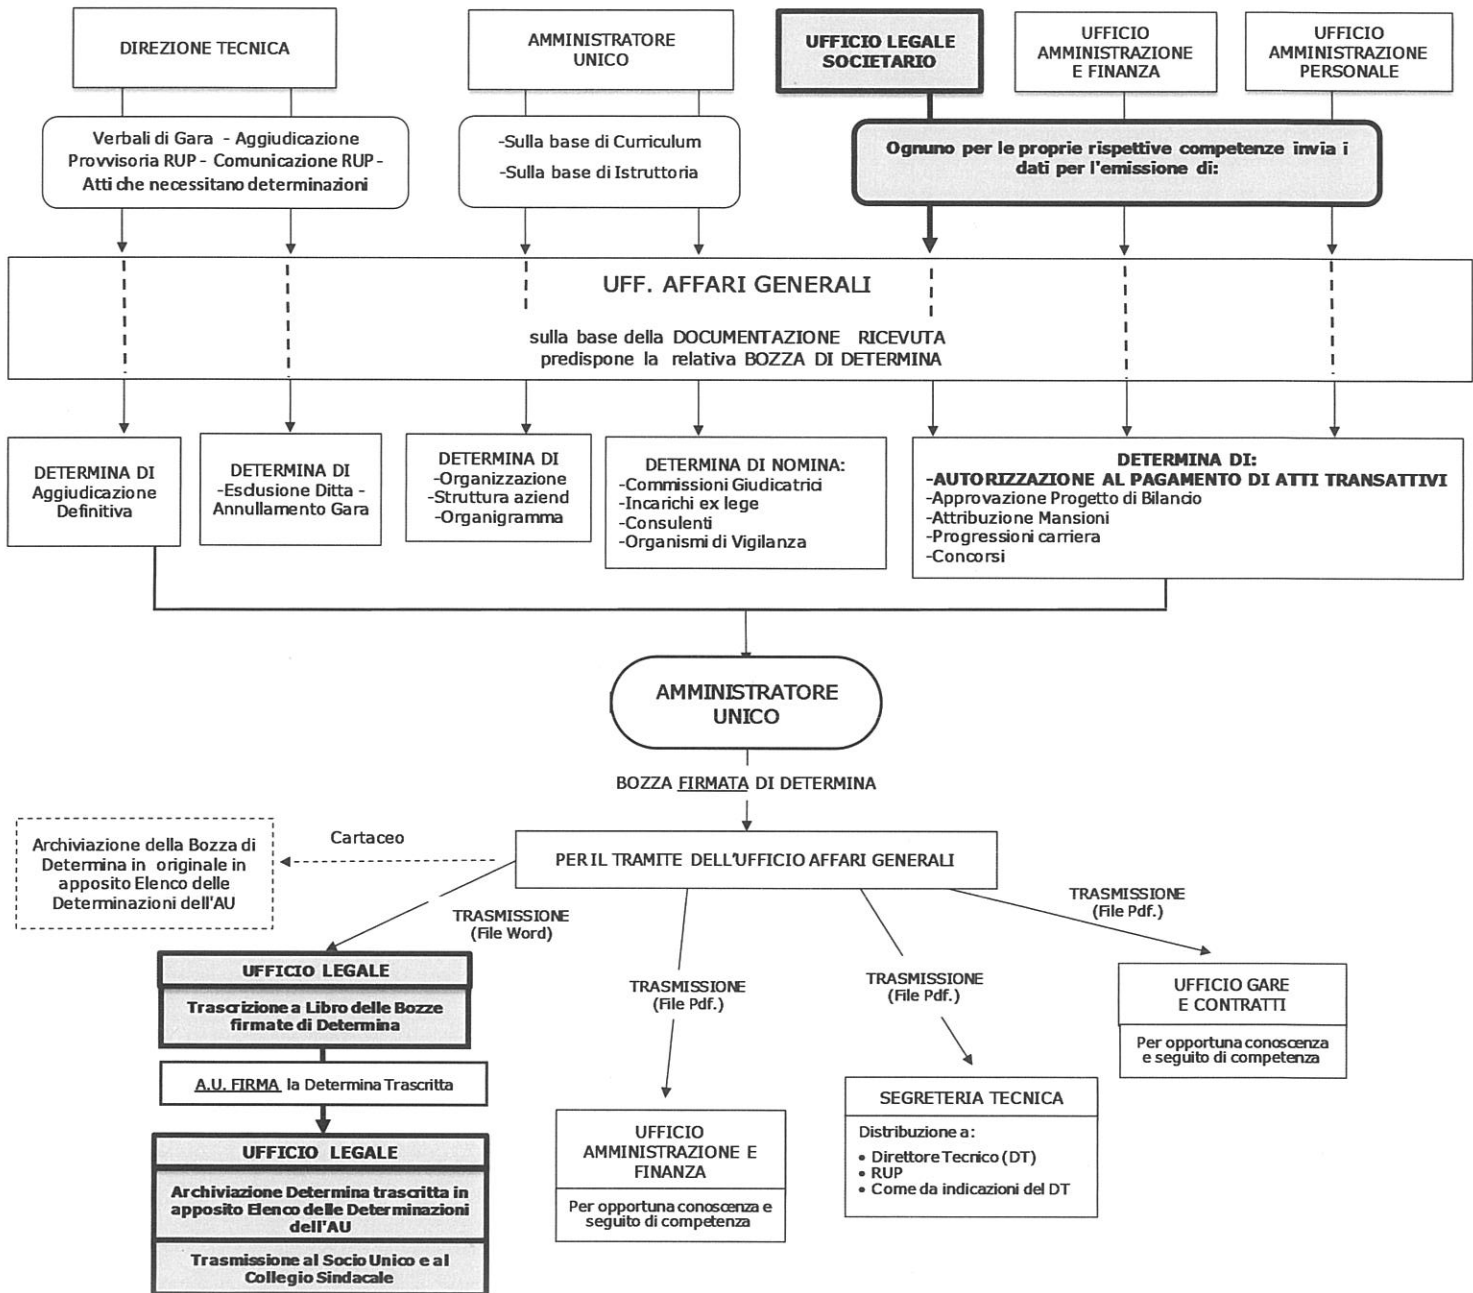 DIREZIONE TECNICA
AMMINISTRATORE
UNICO
UFFICIO LEGALE
SOCIETARIO
UFFICIO
AMMINISTRAZIONE
E FINANZA
UFFICIO
AMMINISTRAZIONE
PERSONALE
Verbali di Gara - Aggiudicazione
Provvisoria RUP - Comunicazione RUP -
Atti che necessitano determinazioni
-Sulla base di Curriculum
-Sulla base di Istruttoria
Ognuno per le proprie rispettive competenze invia i
dati per l'emissione di:
UFF. AFFARI GENERALI
sulla base della DOCUMENTAZIONE RICEVUTA
predispone la relativa BOZZA DI DETERMINA
DETERMINA DI
Aggiudicazione
Definitiva
DETERMINA DI
-Esclusione Ditta -
Annullamento Gara
DETERMINA DI
-Organizzazione
-Struttura aziend
-Organigramma
DETERMINA DI NOMINA:
-Commissioni Giudicatrici
-Incarichi ex lege
-Consulenti
-Organismi di Vigilanza
DETERMINA DI:
-AUTORIZZAZIONE AL PAGAMENTO DI ATTI TRANSATTIVI
-Approvazione Progetto di Bilancio
-Attribuzione Mansioni
-Progressioni carriera
-Concorsi
AMMINISTRATORE
UNICO
BOZZA FIRMATA DI DETERMINA
PER IL TRAMITE DELL'UFFICIO AFFARI GENERALI
Cartaceo
Archiviazione della Bozza di
Determina in originale in
apposito Elenco delle
Determinazioni dell'AU
TRASMISSIONE
(File Word)
TRASMISSIONE
(File Pdf.)
TRASMISSIONE
(File Pdf.)
TRASMISSIONE
(File Pdf.)
UFFICIO LEGALE
Trascrizione a Libro delle Bozze
firmate di Determina
A.U. FIRMA la Determina Trascritta
UFFICIO LEGALE
Archiviazione Determina trascritta in
apposito Elenco delle Determinazioni
dell'AU
Trasmissione al Socio Unico e al
Collegio Sindacale
UFFICIO
AMMINISTRAZIONE E
FINANZA
Per opportuna conoscenza e
seguito di competenza
SEGRETERIA TECNICA
Distribuzione a:
• Direttore Tecnico (DT)
• RUP
• Come da indicazioni del DT
UFFICIO GARE
E CONTRATTI
Per opportuna conoscenza
e seguito di competenza